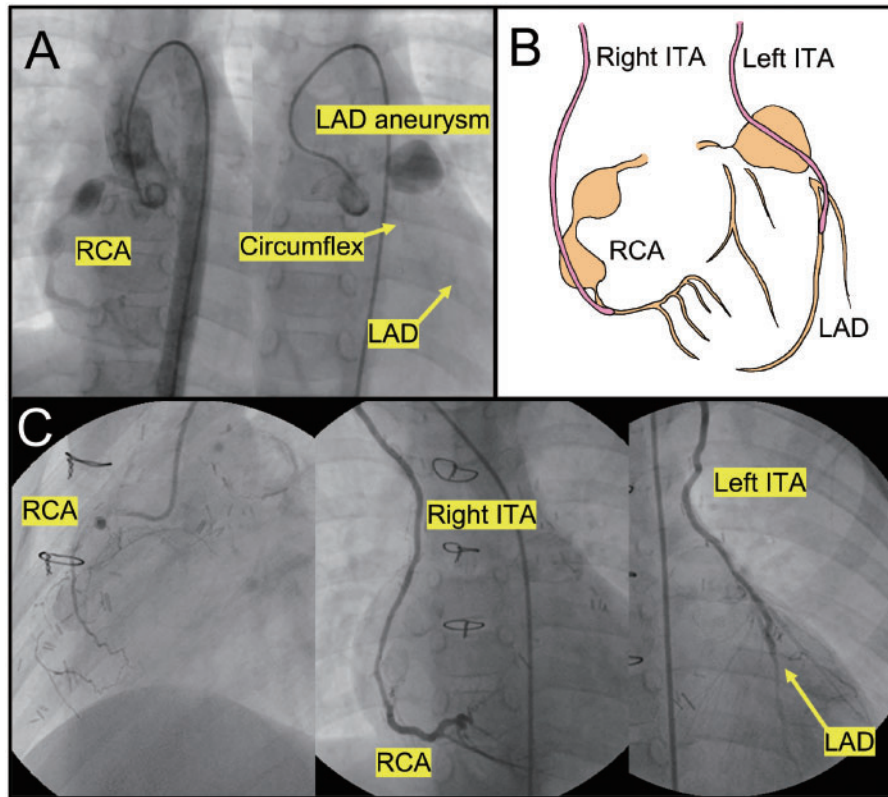 A
LAD aneurysm
RCA
Circumflex
LAD
B
Right ITA
Left ITA
RCA
LAD
C
RCA
Right ITA
RCA
Left ITA
LAD